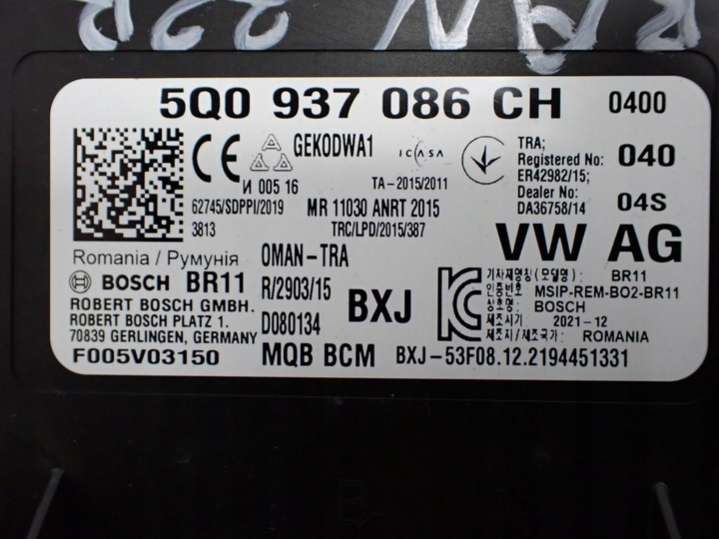 5Q0 937 086 CH 0400
CE GEKODWA1 ICASA TRA;
Registered No: 040
ER42982/15;
И 005 16 TA-2015/2011 Dealer No:
62745/SDPPI/2019 MR 11030 ANRT 2015 DA36758/14 04S
3813 TRC/LPD/2015/387
Romania / Румунія OMAN-TRA VW AG
BOSCH BR11 R/2903/15 BXJ
기자재명칭(모델명) : BR11
인증번호 : MSIP-REM-BO2-BR11
ROBERT BOSCH GMBH. 상호명 : BOSCH
ROBERT BOSCH PLATZ 1. D080134 제조시기 : 2021-12
70839 GERLINGEN, GERMANY 제조자/제조국가 : ROMANIA
F005V03150 MQB BCM BXJ-53F08.12.2194451331